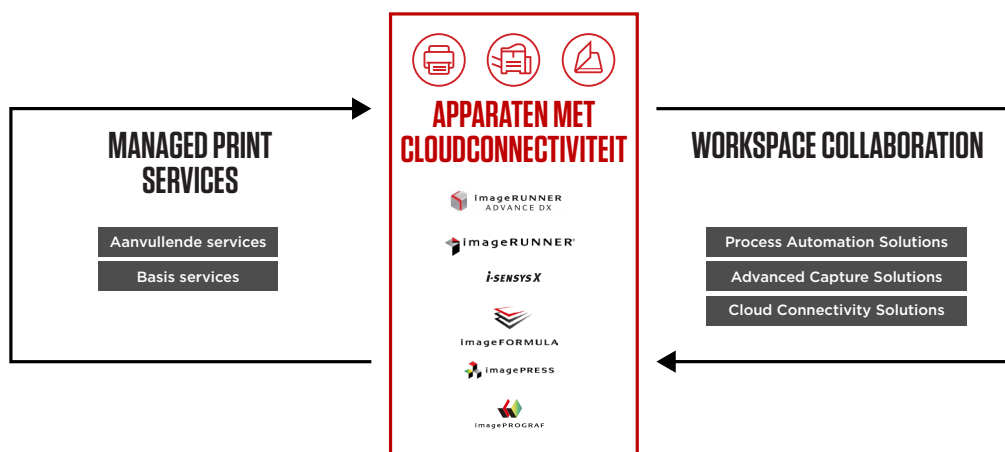 MANAGED PRINT
SERVICES
Aanvullende services
Basis services
APPARATEN MET
CLOUDCONNECTIVITEIT
imageRUNNER
ADVANCE DX
imageRUNNER®
i-SENSYS X
imageFORMULA
imagePRESS
imagePROGRAF
WORKSPACE COLLABORATION
Process Automation Solutions
Advanced Capture Solutions
Cloud Connectivity Solutions